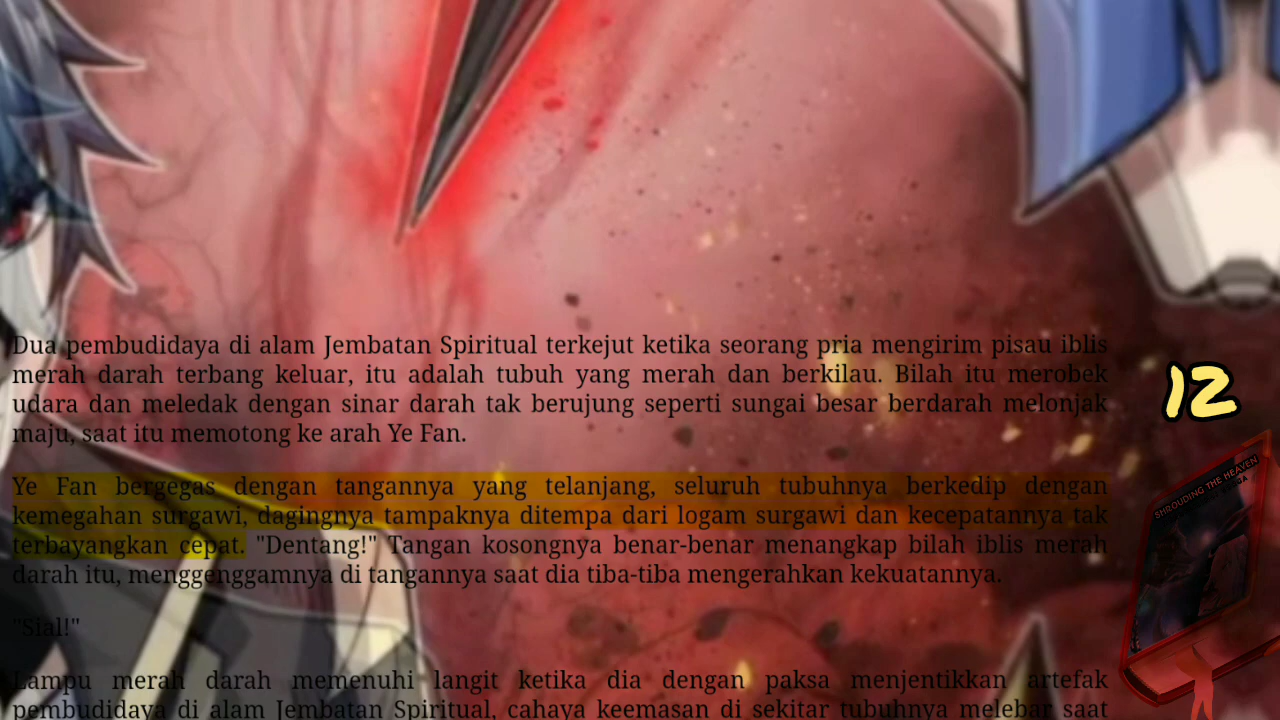 Dua pembudidaya di alam Jembatan Spiritual terkejut ketika seorang pria mengirim pisau iblis
merah darah terbang keluar, itu adalah tubuh yang merah dan berkilau. Bilah itu merobek
udara dan meledak dengan sinar darah tak berujung seperti sungai besar berdarah melonjak
maju, saat itu memotong ke arah Ye Fan.
12
SHROUDING THE HEAVEN
Ye Fan bergegas dengan tangannya yang telanjang, seluruh tubuhnya berkedip dengan
kemegahan surgawi, dagingnya tampaknya ditempa dari logam surgawi dan kecepatannya tak
terbayangkan cepat. "Dentang!" Tangan kosongnya benar-benar menangkap bilah iblis merah
darah itu, menggenggamnya di tangannya saat dia tiba-tiba mengerahkan kekuatannya.
"Sial!"
Lampu merah darah memenuhi langit ketika dia dengan paksa menjentikkan artefak
pembudidaya di alam Jembatan Spiritual, cahaya keemasan di sekitar tubuhnya melebar saat